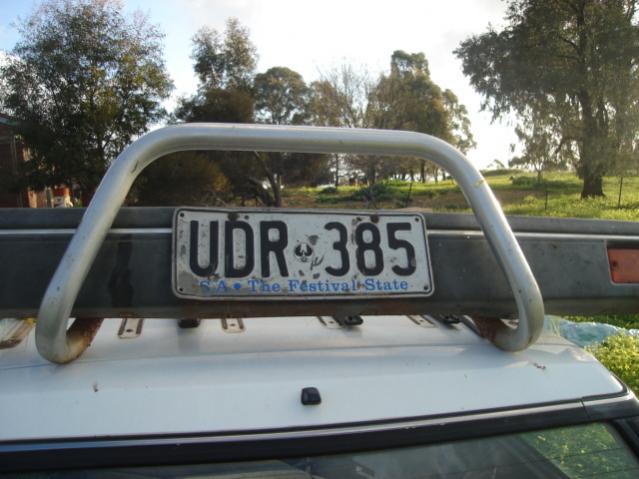 UDR 385
SA • The Festival State